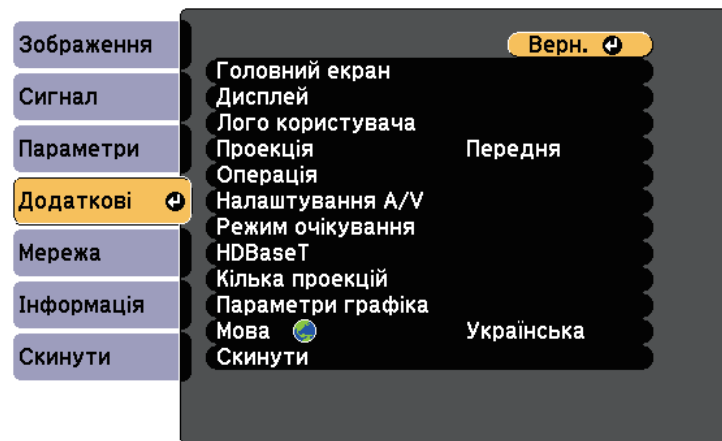 Зображення
Сигнал
Параметри
Додаткові
Мережа
Інформація
Скинути
Верн.
Головний екран
Дисплей
Лого користувача
Проекція Передня
Операція
Налаштування A/V
Режим очікування
HDBaseT
Кілька проекцій
Параметри графіка
Мова Українська
Скинути